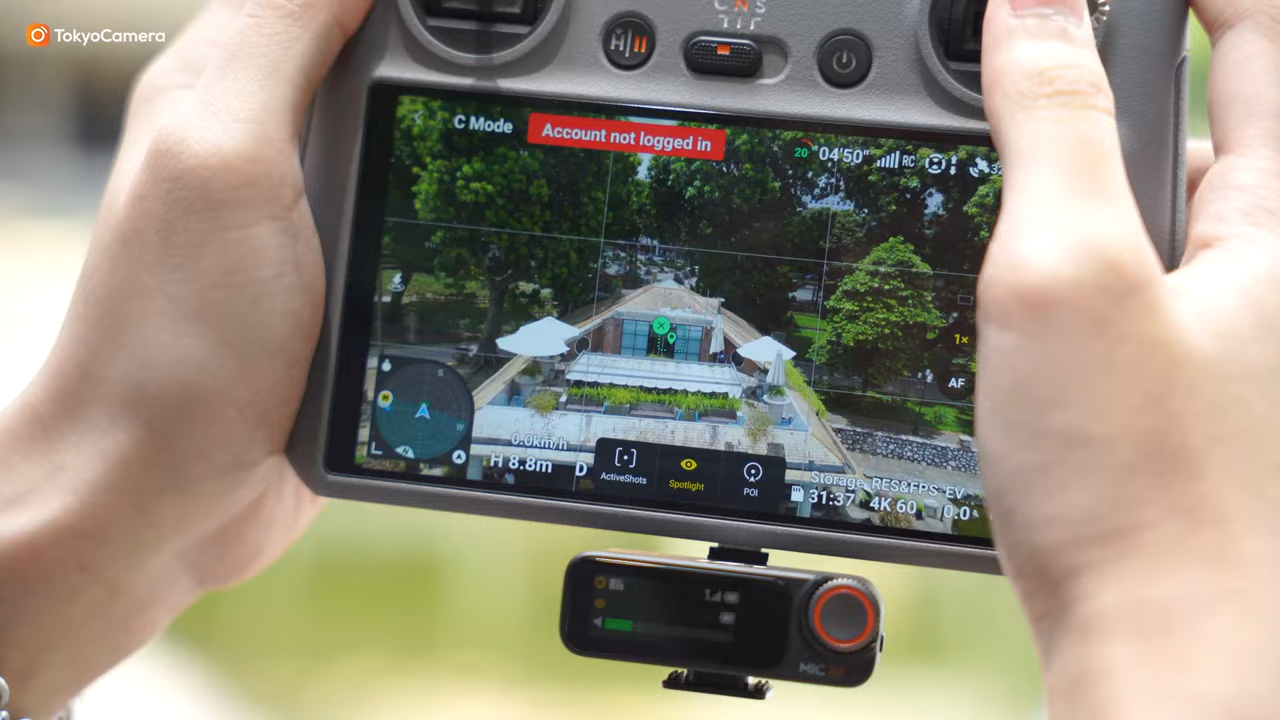 TokyoCamera
C N S
C Mode
Account not logged in
20
04'50"
RC
1x
AF
S
H
W
N
0.0km/h
H 8.8m
D
ActiveShots
Spotlight
POI
Storage
RES&FPS
EV
31:37
4K 60
0.0
MIC